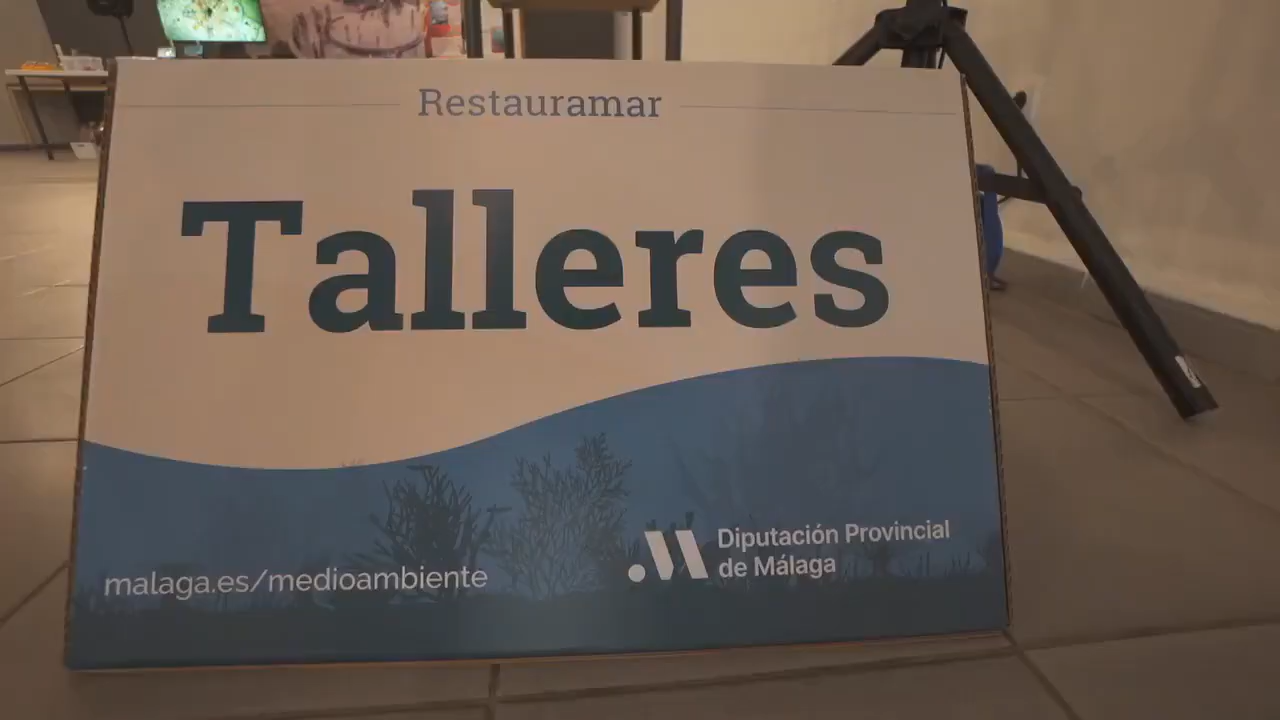 Restauramar
Talleres
malaga.es/medioambiente
Diputación Provincial
de Málaga